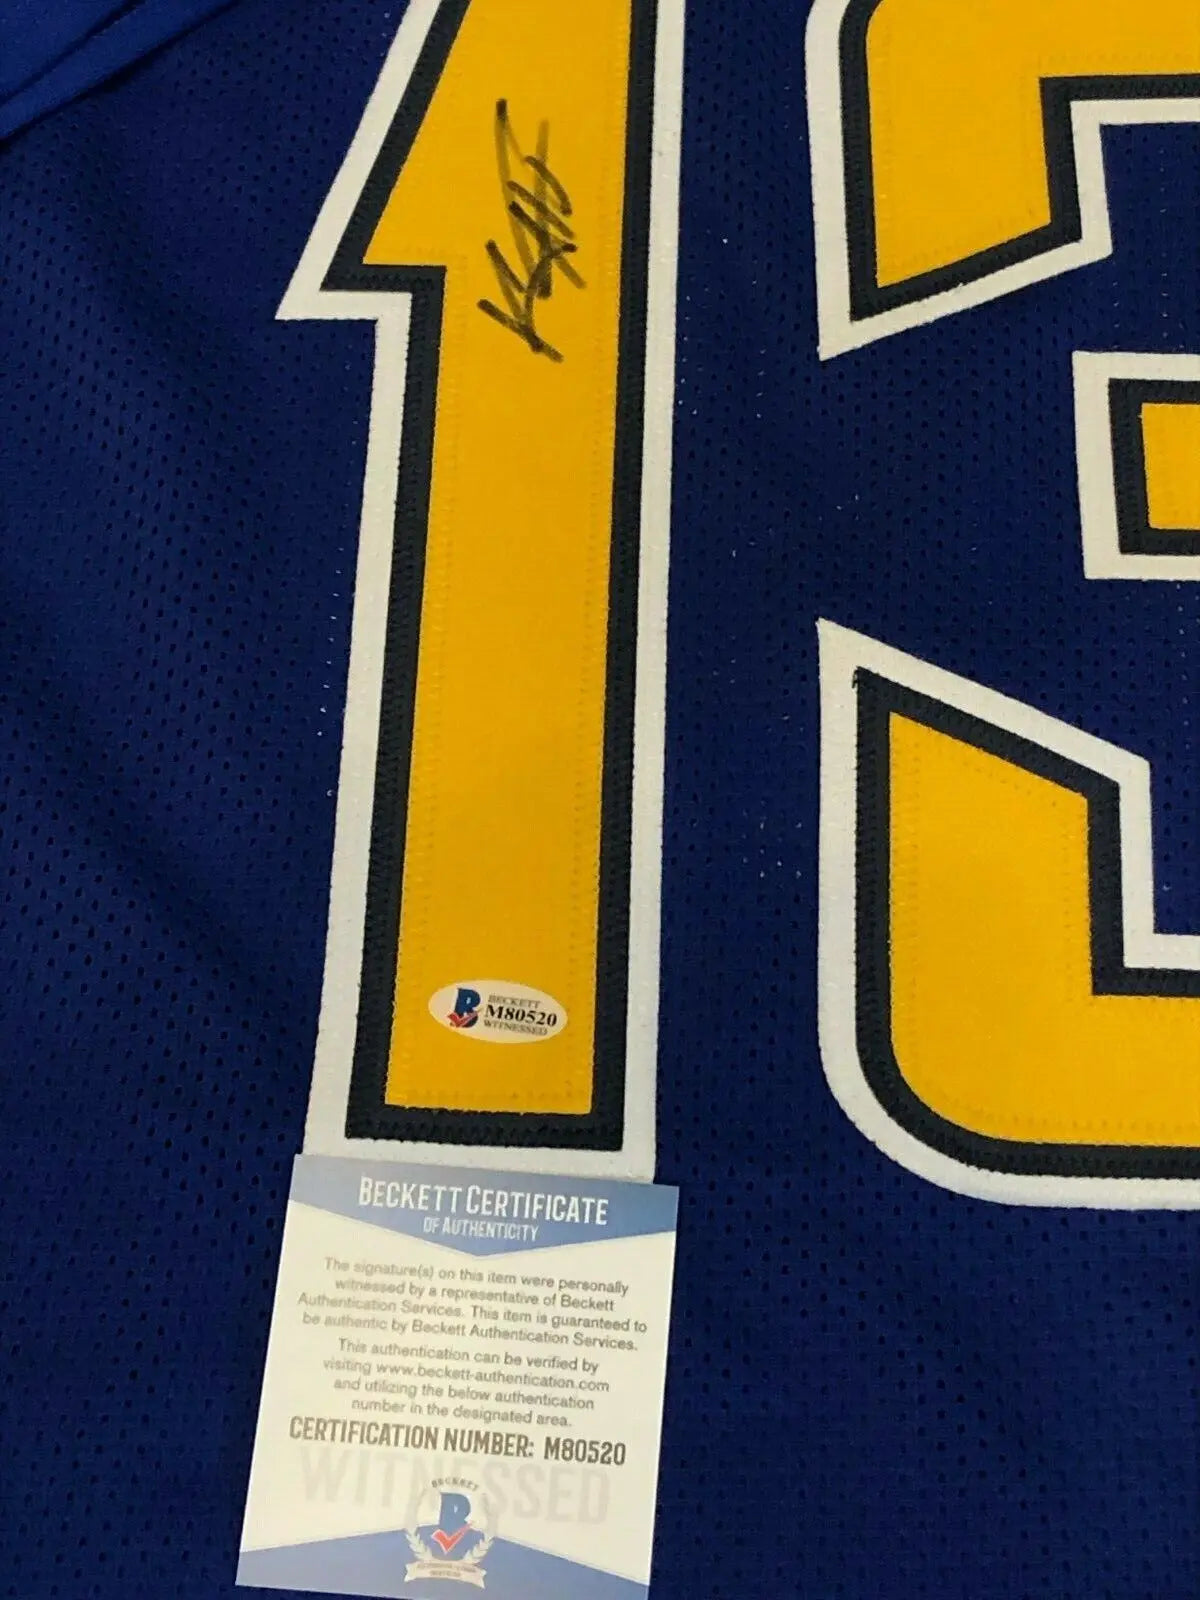 13
BECKETT
M80520
WITNESSED
BECKETT CERTIFICATE
OF AUTHENTICITY
The signature(s) on this item were personally
witnessed by a representative of Beckett
Authentication Services. This item is guaranteed to
be authentic by Beckett Authentication Services.
This authentication can be verified by
visiting www.beckett-authentication.com
and utilizing the below authentication
number in the designated area.
CERTIFICATION NUMBER: M80520
WITNESSED
BECKETT
B